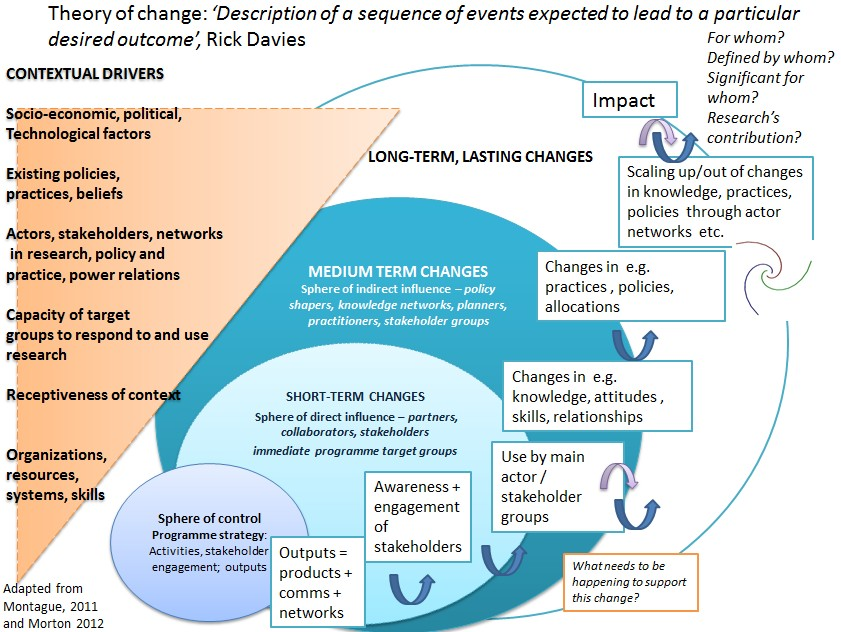 Theory of change: ‘Description of a sequence of events expected to lead to a particular
desired outcome’, Rick Davies
For whom?
Defined by whom?
Significant for
whom?
Research’s
contribution?
CONTEXTUAL DRIVERS
Socio-economic, political,
Technological factors
Existing policies,
practices, beliefs
Actors, stakeholders, networks
in research, policy and
practice, power relations
Capacity of target
groups to respond to and use
research
Receptiveness of context
Organizations,
resources,
systems, skills
Adapted from
Montague, 2011
and Morton 2012
Impact
LONG-TERM, LASTING CHANGES
Scaling up/out of changes
in knowledge, practices,
policies through actor
networks etc.
MEDIUM TERM CHANGES
Sphere of indirect influence – policy
shapers, knowledge networks, planners,
practitioners, stakeholder groups
Changes in e.g.
practices , policies,
allocations
SHORT-TERM CHANGES
Sphere of direct influence – partners,
collaborators, stakeholders
immediate programme target groups
Changes in e.g.
knowledge, attitudes ,
skills, relationships
Use by main
actor /
stakeholder
groups
Awareness +
engagement
of
stakeholders
Sphere of control
Programme strategy:
Activities, stakeholder
engagement; outputs
Outputs =
products +
comms +
networks
What needs to be
happening to support
this change?